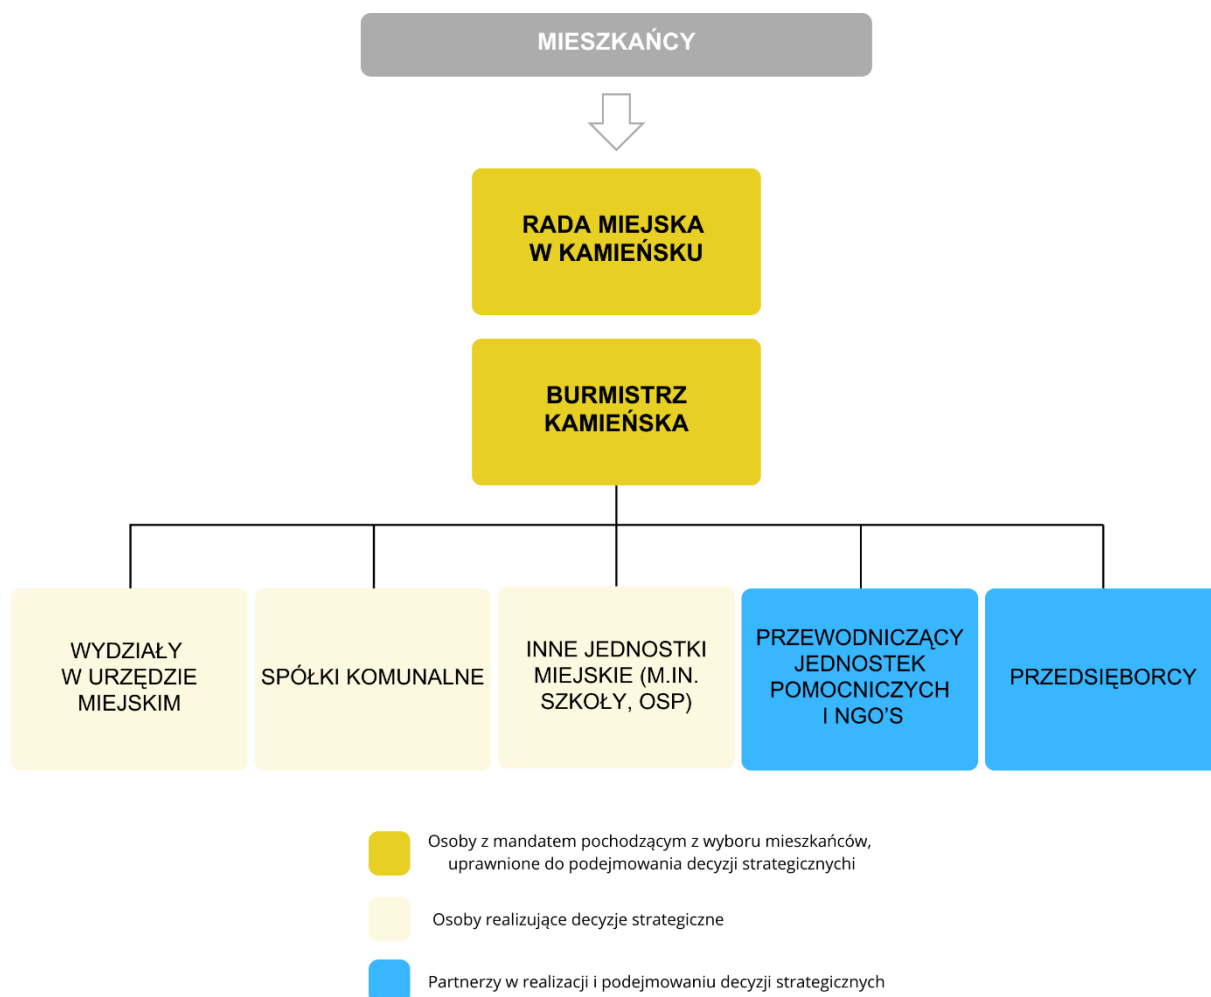 MIESZKAŃCY
RADA MIEJSKA
W KAMIEŃSKU
BURMISTRZ
KAMIEŃSKA
WYDZIAŁY
W URZĘDZIE
MIEJSKIM
SPÓŁKI KOMUNALNE
INNE JEDNOSTKI
MIEJSKIE (M.IN.
SZKOŁY, OSP)
PRZEWODNICZĄCY
JEDNOSTEK
POMOCNICZYCH
I NGO'S
PRZEDSIĘBORCY
Osoby z mandatem pochodzącym z wyboru mieszkańców,
uprawnione do podejmowania decyzji strategicznychi
Osoby realizujące decyzje strategiczne
Partnerzy w realizacji i podejmowaniu decyzji strategicznych